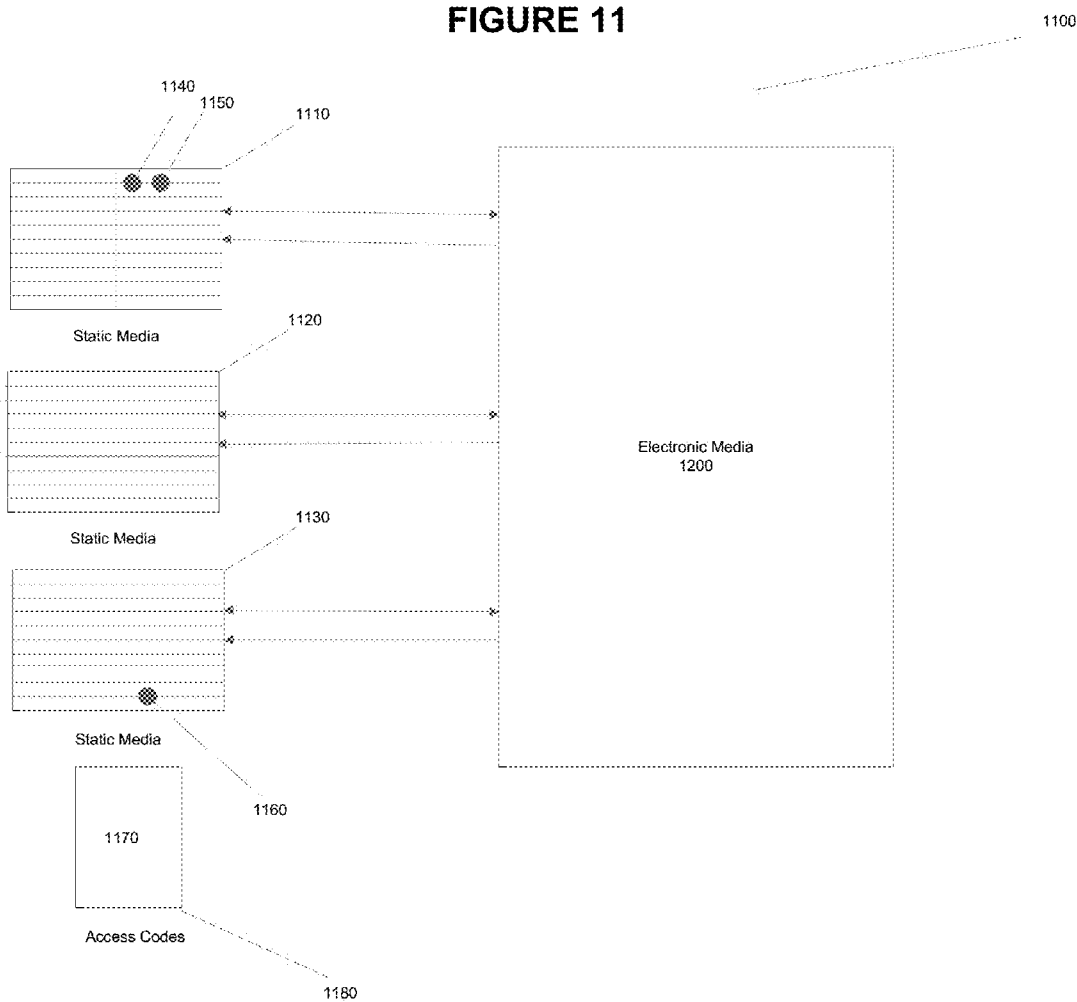 FIGURE 11
1100
1140
1150
1110
Static Media
1120
Electronic Media
1200
Static Media
1130
Static Media
1160
1170
Access Codes
1180